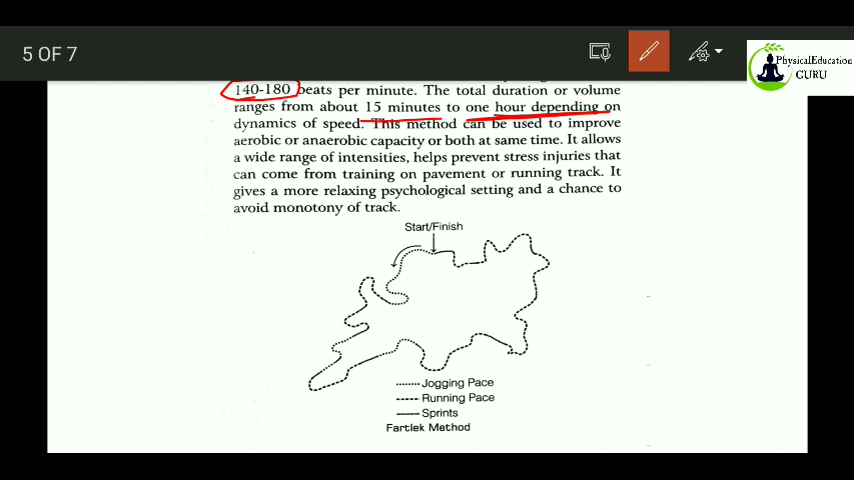 5 OF 7
PhysicalEducation
GURU
140-180 beats per minute. The total duration or volume
ranges from about 15 minutes to one hour depending on
dynamics of speed. This method can be used to improve
aerobic or anaerobic capacity or both at same time. It allows
a wide range of intensities, helps prevent stress injuries that
can come from training on pavement or running track. It
gives a more relaxing psychological setting and a chance to
avoid monotony of track.
Start/Finish
Jogging Pace
Running Pace
Sprints
Fartlek Method